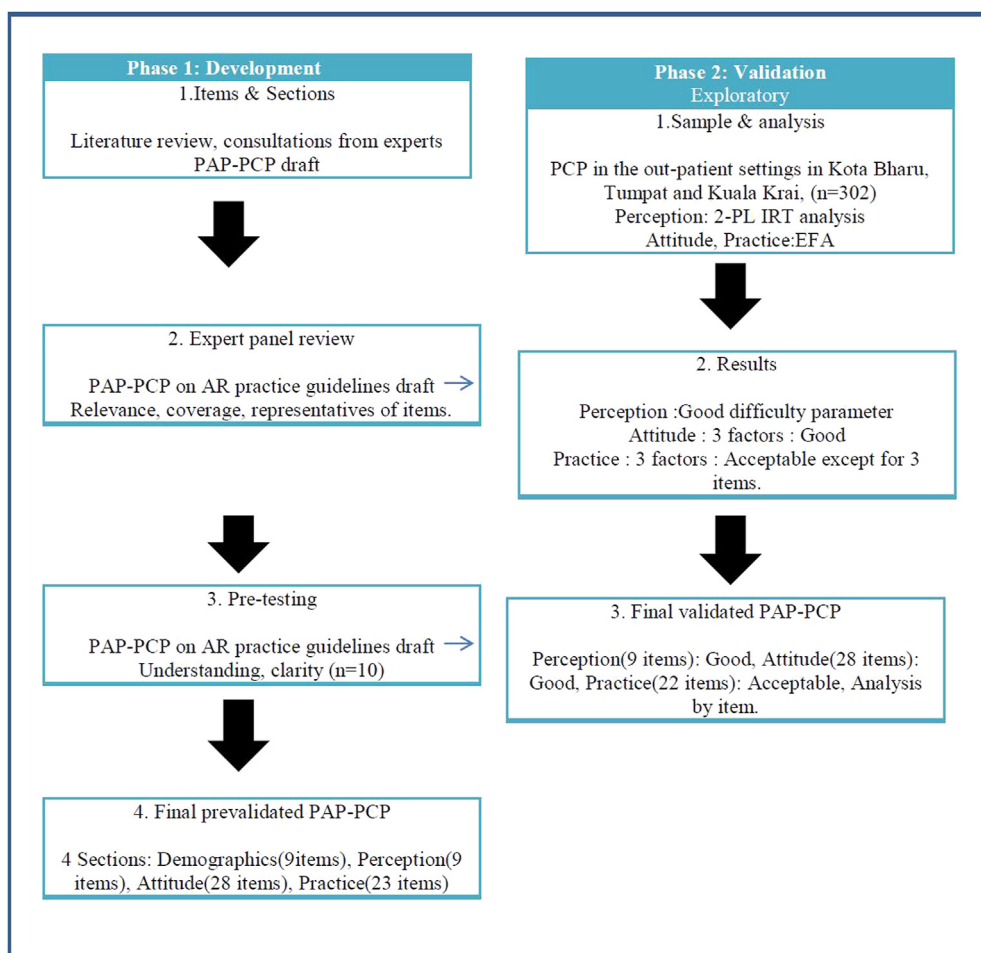 Phase 1: Development
1.Items & Sections
Literature review, consultations from experts
PAP-PCP draft
2. Expert panel review
PAP-PCP on AR practice guidelines draft
Relevance, coverage, representatives of items.
3. Pre-testing
PAP-PCP on AR practice guidelines draft
Understanding, clarity (n=10)
4. Final prevalidated PAP-PCP
4 Sections: Demographics(9items), Perception(9
items), Attitude(28 items), Practice(23 items)
Phase 2: Validation
Exploratory
1.Sample & analysis
PCP in the out-patient settings in Kota Bharu,
Tumpat and Kuala Krai, (n=302)
Perception: 2-PL IRT analysis
Attitude, Practice:EFA
2. Results
Perception :Good difficulty parameter
Attitude : 3 factors : Good
Practice : 3 factors : Acceptable except for 3
items.
3. Final validated PAP-PCP
Perception(9 items): Good, Attitude(28 items):
Good, Practice(22 items): Acceptable, Analysis
by item.